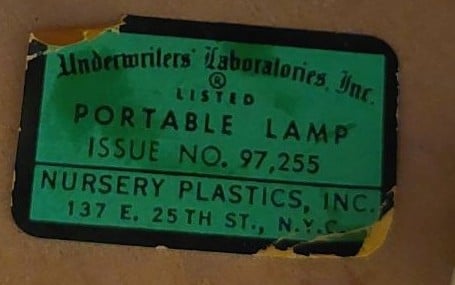 Underwriters' Laboratories, Inc.
®
LISTED
PORTABLE LAMP
ISSUE NO. 97,255
NURSERY PLASTICS, INC.
137 E. 25TH ST., N.Y.C.